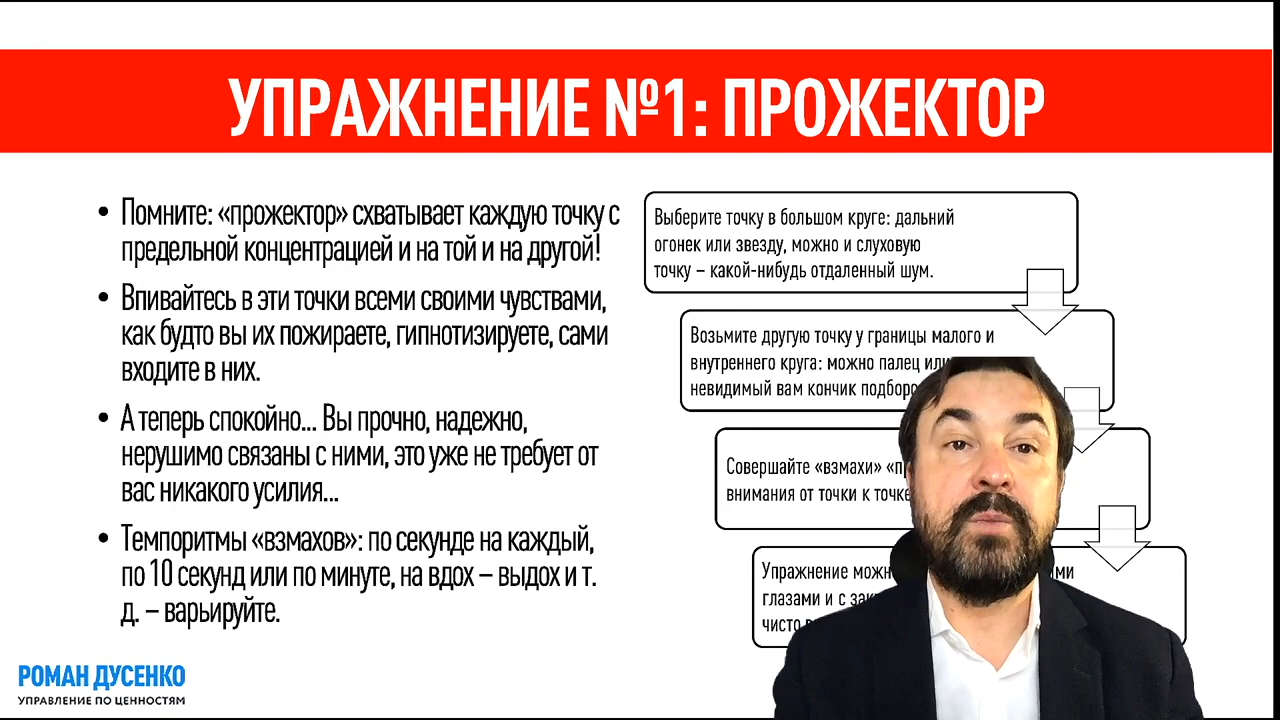 УПРАЖНЕНИЕ №1: ПРОЖЕКТОР
• Помните: «прожектор» схватывает каждую точку с
предельной концентрацией и на той и на другой!
• Впивайтесь в эти точки всеми своими чувствами,
как будто вы их пожираете, гипнотизируете, сами
входите в них.
• А теперь спокойно... Вы прочно, надежно,
нерушимо связаны с ними, это уже не требует от
вас никакого усилия...
• Темпоритмы «взмахов»: по секунде на каждый,
по 10 секунд или по минуте, на вдох – выдох и т.
д. – варьируйте.
Выберите точку в большом круге: дальний
огонек или звезду, можно и слуховую
точку – какой-нибудь отдаленный шум.
Возьмите другую точку у границы малого и
внутреннего круга: можно палец или
невидимый вам кончик
Совершайте «взмахи»
внимания от точки к точке
Упражнение
глазами и с
чисто
РОМАН ДУСЕНКО
УПРАВЛЕНИЕ ПО ЦЕННОСТЯМ